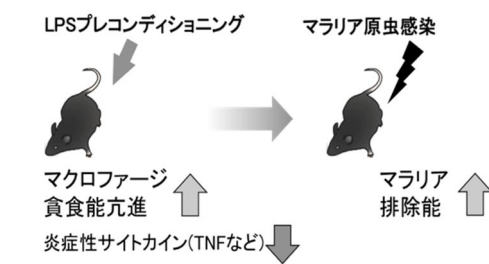 LPSプレコンディショニング
マラリア原虫感染
マクロファージ
貪食能亢進
マラリア
排除能
炎症性サイトカイン(TNFなど)